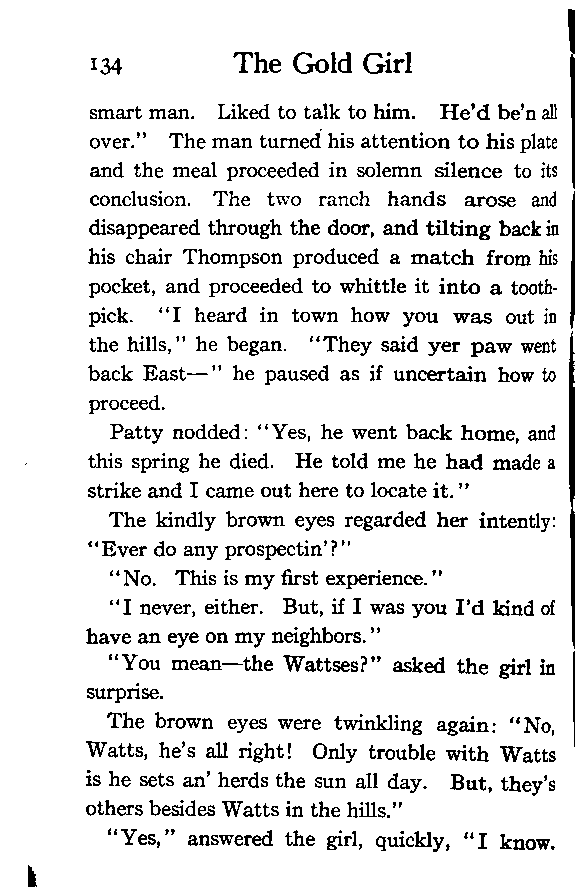 134 The Gold Girl
smart man. Liked to talk to him. He'd be'n all
over." The man turned his attention to his plate
and the meal proceeded in solemn silence to its
conclusion. The two ranch hands arose and
disappeared through the door, and tilting back in
his chair Thompson produced a match from his
pocket, and proceeded to whittle it into a tooth-
pick. "I heard in town how you was out in
the hills," he began. "They said yer paw went
back East—" he paused as if uncertain how to
proceed.
Patty nodded: "Yes, he went back home, and
this spring he died. He told me he had made a
strike and I came out here to locate it."
The kindly brown eyes regarded her intently:
"Ever do any prospectin'?"
"No. This is my first experience."
"I never, either. But, if I was you I'd kind of
have an eye on my neighbors."
"You mean—the Wattses?" asked the girl in
surprise.
The brown eyes were twinkling again: "No,
Watts, he's all right! Only trouble with Watts
is he sets an' herds the sun all day. But, they's
others besides Watts in the hills."
"Yes," answered the girl, quickly, "I know.